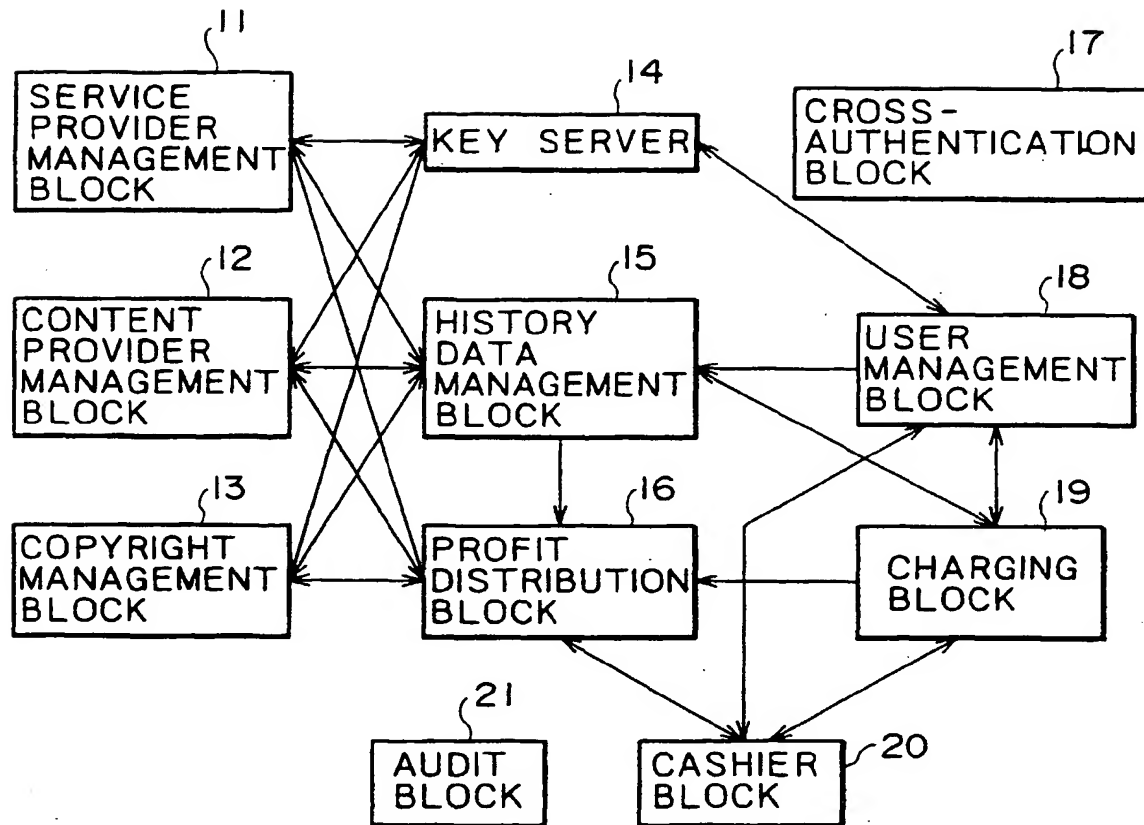 11
SERVICE
PROVIDER
MANAGEMENT
BLOCK
14
KEY SERVER
17
CROSS-
AUTHENTICATION
BLOCK
12
CONTENT
PROVIDER
MANAGEMENT
BLOCK
15
HISTORY
DATA
MANAGEMENT
BLOCK
18
USER
MANAGEMENT
BLOCK
13
COPYRIGHT
MANAGEMENT
BLOCK
16
PROFIT
DISTRIBUTION
BLOCK
19
CHARGING
BLOCK
21
AUDIT
BLOCK
20
CASHIER
BLOCK